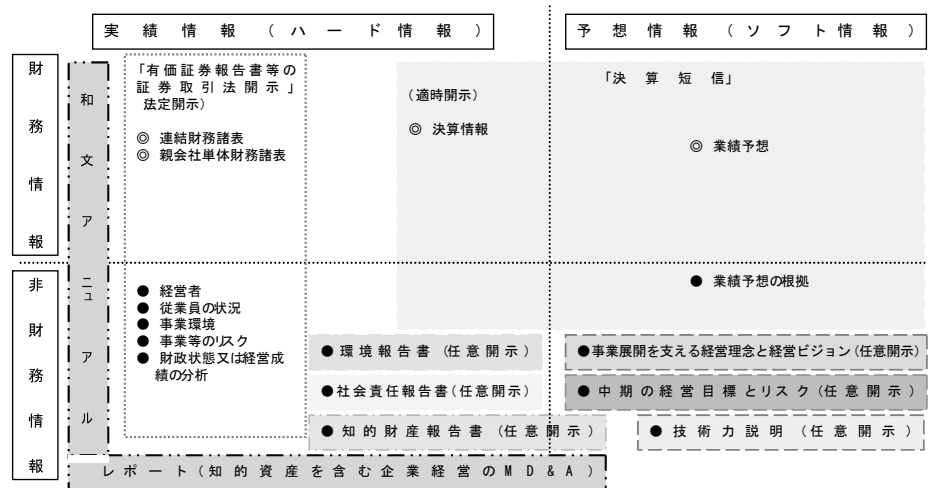 実績情報（ハード情報）
予想情報（ソフト情報）
財務情報
非財務情報
和文アニュアル
レポート（知的資産を含む企業経営のＭＤ＆Ａ）
「有価証券報告書等の
証券取引法開示」
法定開示）
◎ 連結財務諸表
◎ 親会社単体財務諸表
（適時開示）
◎ 決算情報
「決算短信」
◎ 業績予想
● 経営者
● 従業員の状況
● 事業環境
● 事業等のリスク
● 財政状態又は経営成
績の分析
● 業績予想の根拠
●環境報告書（任意開示）
●社会責任報告書（任意開示）
●知的財産報告書（任意開示）
●事業展開を支える経営理念と経営ビジョン（任意開示）
●中期の経営目標とリスク（任意開示）
●技術力説明（任意開示）